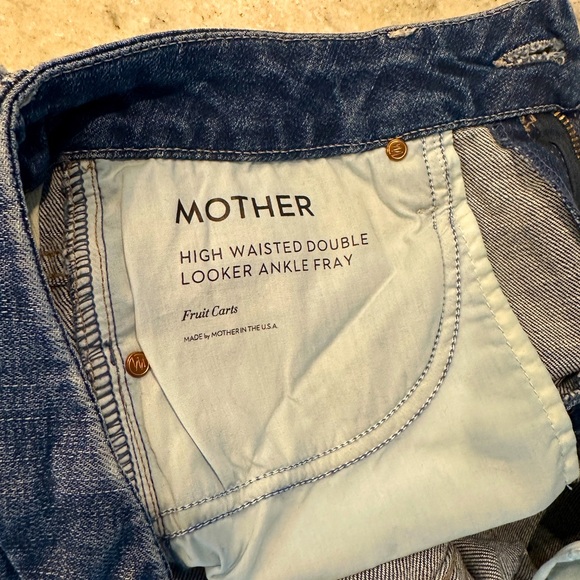 MOTHER
HIGH WAISTED DOUBLE
LOOKER ANKLE FRAY
Fruit Carts
MADE by MOTHER IN THE U.S.A.